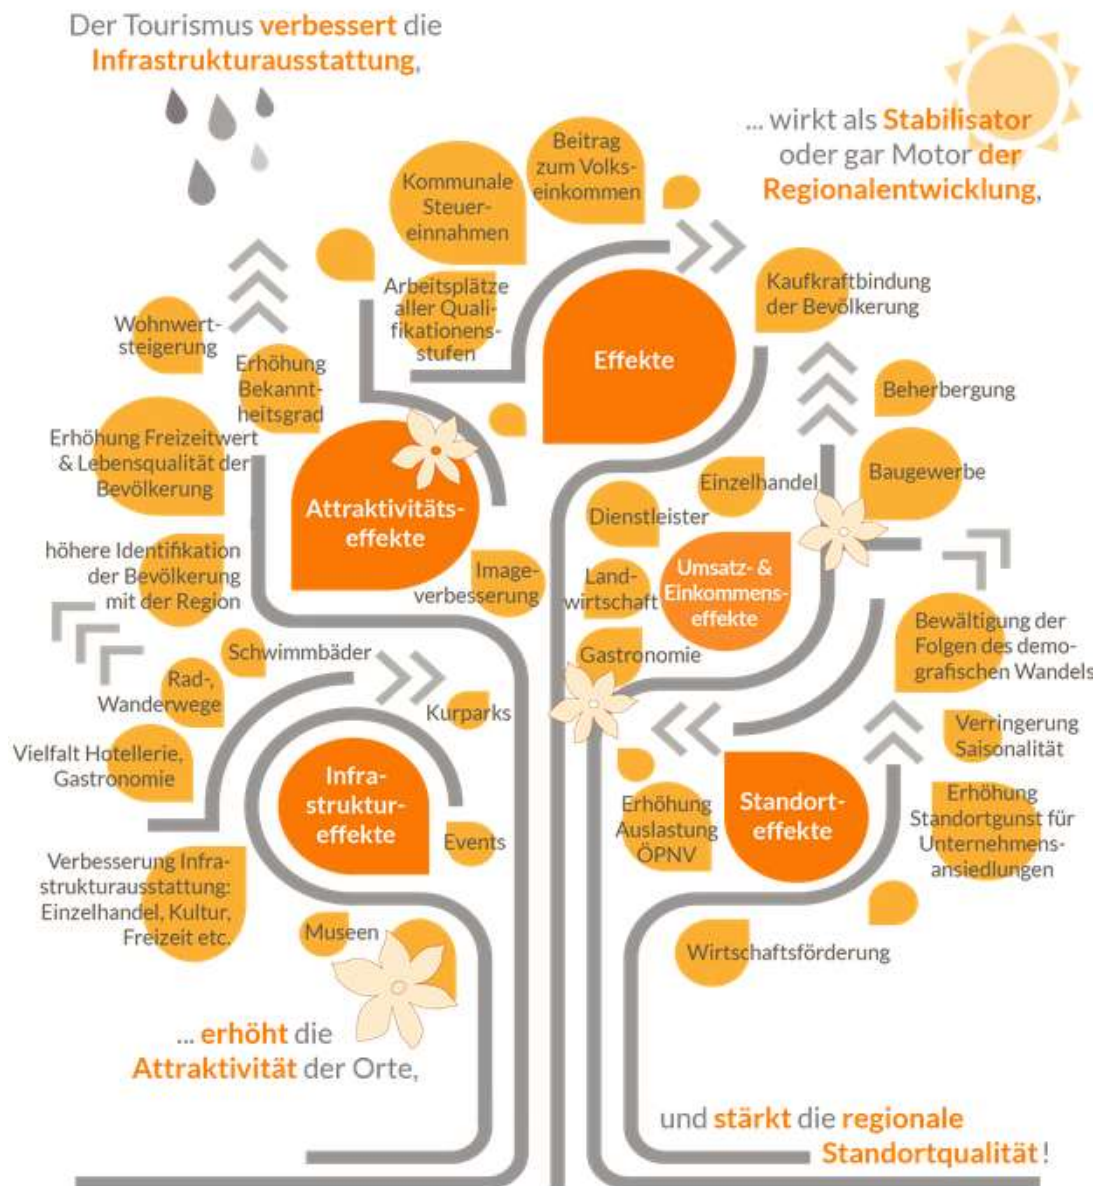 Der Tourismus verbessert die
Infrastrukturausstattung,
... wirkt als Stabilisator
oder gar Motor der
Regionalentwicklung,
Beitrag
zum Volks-
einkommen
Kommunale
Steuer-
einnahmen
Arbeitsplätze
aller Quali-
fikationens-
stufen
Effekte
Kaufkraftbindung
der Bevölkerung
Wohnwert-
steigerung
Erhöhung
Bekannt-
heitsgrad
Erhöhung Freizeitwert
& Lebensqualität der
Bevölkerung
Attraktivitäts-
effekte
höhere Identifikation
der Bevölkerung
mit der Region
Image-
verbesserung
Beherbergung
Baugewerbe
Einzelhandel
Dienstleister
Land-
wirtschaft
Gastronomie
Umsatz- &
Einkommens-
effekte
Bewältigung der
Folgen des demo-
grafischen Wandels
Verringerung
Saisonalität
Erhöhung
Standortgunst für
Unternehmens-
ansiedlungen
Standort-
effekte
Erhöhung
Auslastung
ÖPNV
Wirtschaftsförderung
Schwimmbäder
Rad-,
Wanderwege
Kurparks
Vielfalt Hotellerie,
Gastronomie
Infra-
struktur-
effekte
Events
Verbesserung Infra-
strukturausstattung:
Einzelhandel, Kultur,
Freizeit etc.
Museen
... erhöht die
Attraktivität der Orte,
und stärkt die regionale
Standortqualität!